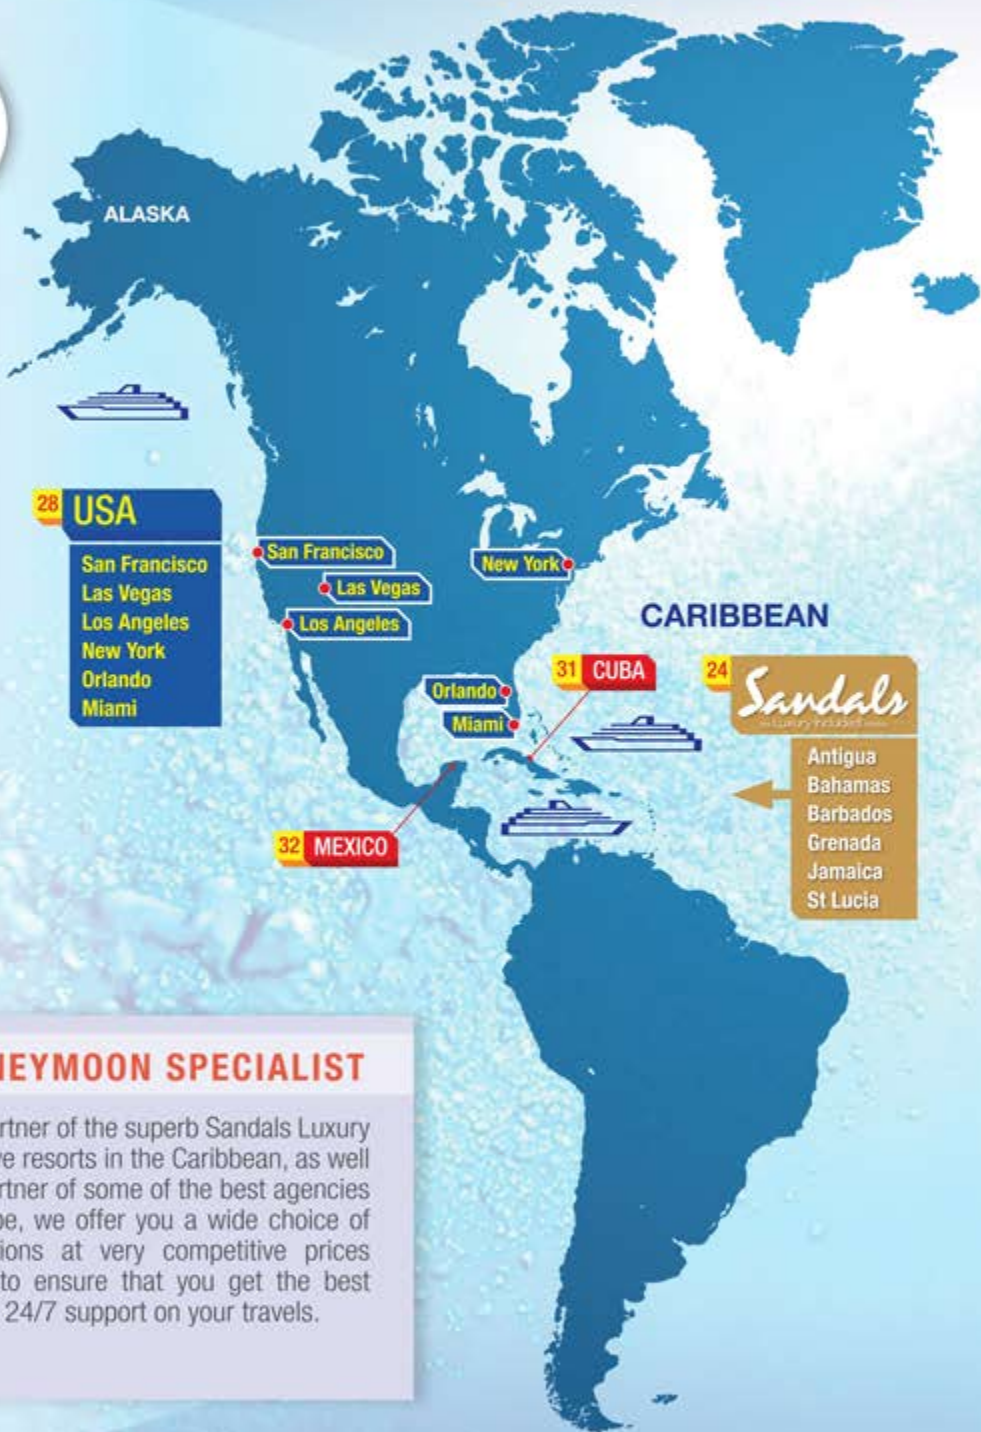 ALASKA
28 USA
San Francisco
Las Vegas
Los Angeles
New York
Orlando
Miami
San Francisco
Las Vegas
Los Angeles
New York
Orlando
Miami
CARIBBEAN
31 CUBA
24 Sandals
Luxury Included
Antigua
Bahamas
Barbados
Grenada
Jamaica
St Lucia
32 MEXICO
EYMOON SPECIALIST
rtner of the superb Sandals Luxury
ve resorts in the Caribbean, as well
rtner of some of the best agencies
pe, we offer you a wide choice of
ions at very competitive prices
to ensure that you get the best
24/7 support on your travels.